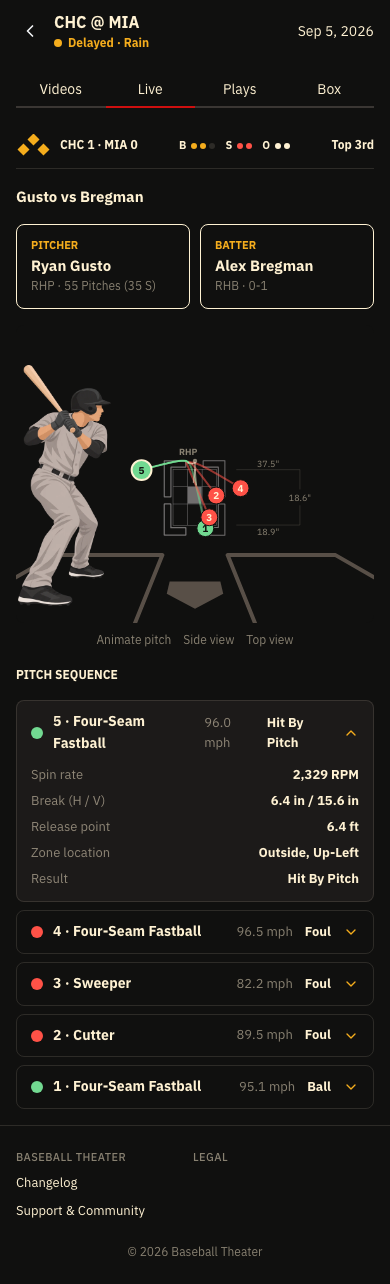 CHC @ MIA
Delayed · Rain
Sep 5, 2026
Videos Live Plays Box
CHC 1 · MIA 0 B S O Top 3rd
Gusto vs Bregman
PITCHER
Ryan Gusto
RHP · 55 Pitches (35 S)
BATTER
Alex Bregman
RHB · 0-1
RHP
37.5"
18.6"
18.9"
5
4
2
3
1
Animate pitch Side view Top view
PITCH SEQUENCE
5 · Four-Seam
Fastball
96.0
mph
Hit By
Pitch
Spin rate 2,329 RPM
Break (H / V) 6.4 in / 15.6 in
Release point 6.4 ft
Zone location Outside, Up-Left
Result Hit By Pitch
4 · Four-Seam Fastball 96.5 mph Foul
3 · Sweeper 82.2 mph Foul
2 · Cutter 89.5 mph Foul
1 · Four-Seam Fastball 95.1 mph Ball
BASEBALL THEATER
Changelog
Support & Community
LEGAL
© 2026 Baseball Theater